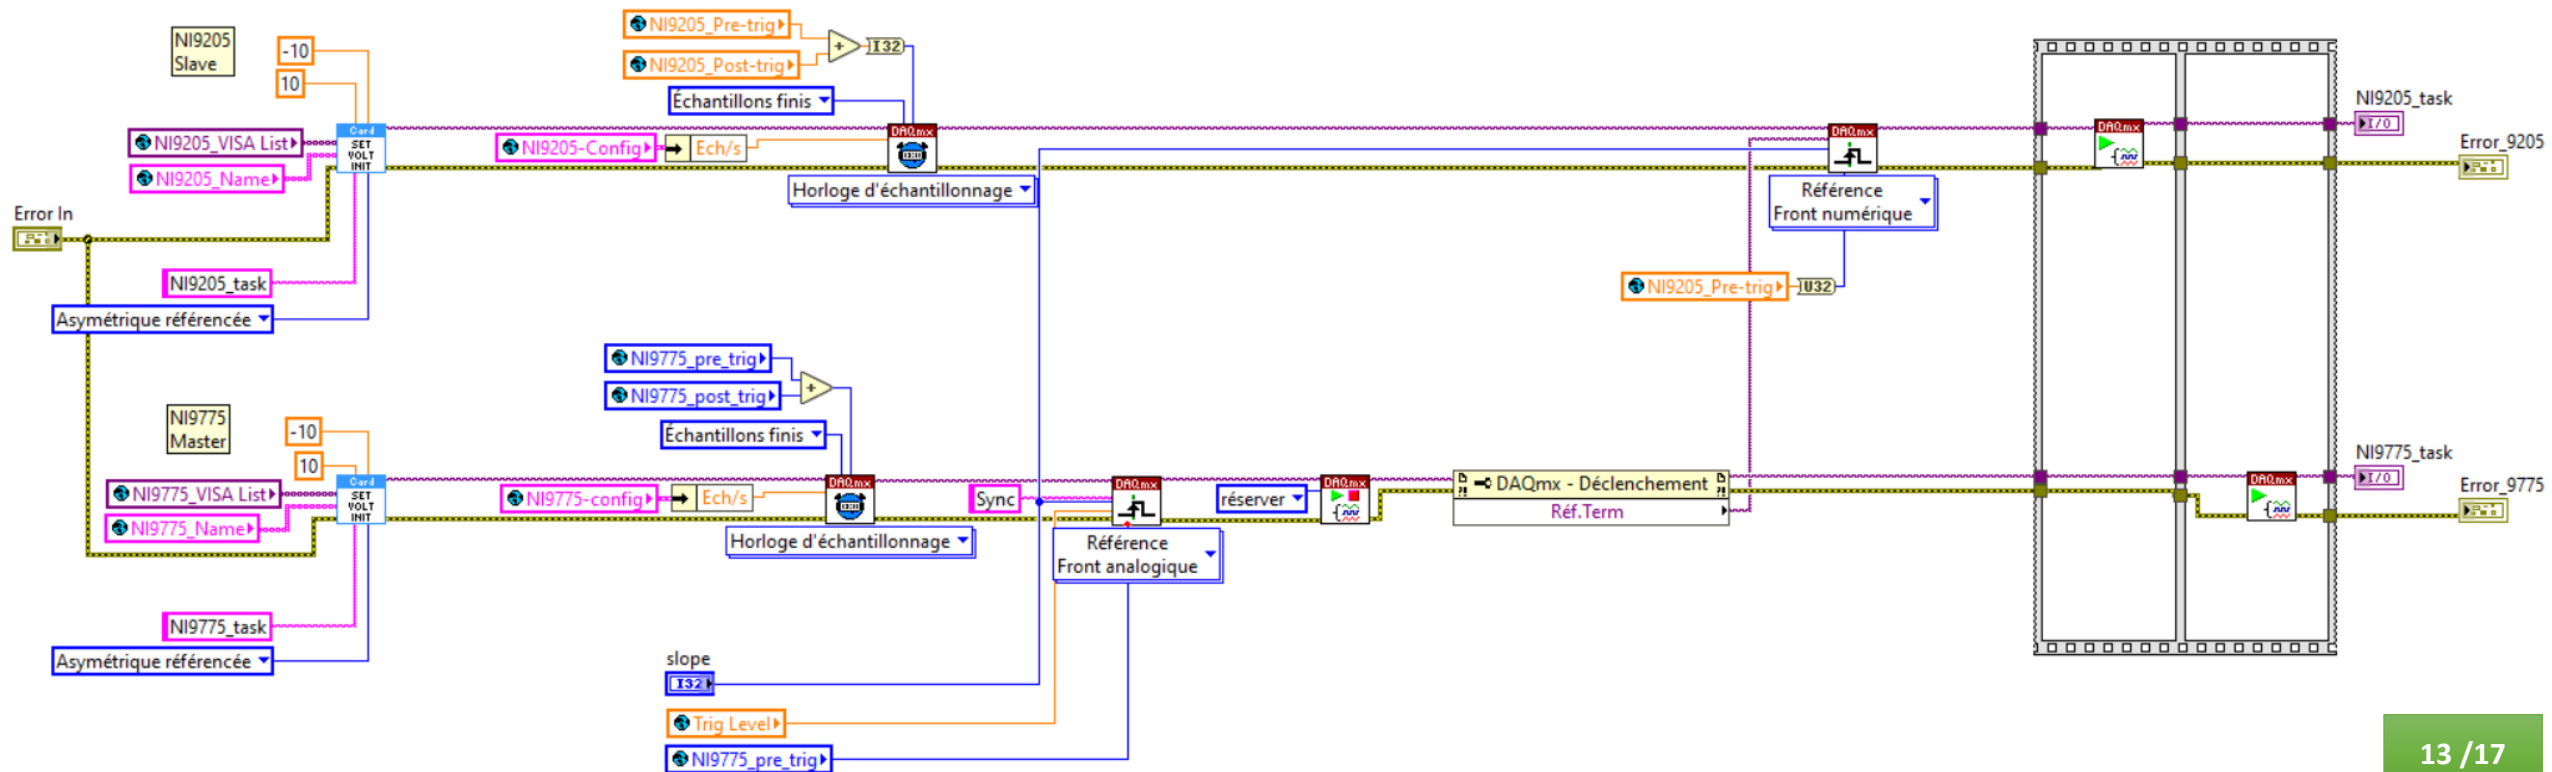 NI9205
Slave
-10
10
NI9205_VISA List
NI9205_Name
Card
SET
VOLT
INIT
Error In
NI9205_task
Asymétrique référencée
NI9205_Pre-trig
NI9205_Post-trig
+
I32
Échantillons finis
NI9205-Config
Ech/s
DAQmx
Horloge d'échantillonnage
DAQmx
Référence
Front numérique
NI9205_Pre-trig
U32
DAQmx
NI9205_task
I/O
Error_9205
NI9775
Master
-10
10
NI9775_VISA List
NI9775_Name
Card
SET
VOLT
INIT
NI9775_task
Asymétrique référencée
NI9775_pre_trig
NI9775_post_trig
+
Échantillons finis
NI9775-config
Ech/s
DAQmx
Horloge d'échantillonnage
Sync
DAQmx
Référence
Front analogique
réserver
DAQmx
DAQmx - Déclenchement
Réf.Term
DAQmx
NI9775_task
I/O
Error_9775
slope
I32
Trig Level
NI9775_pre_trig
13 /17